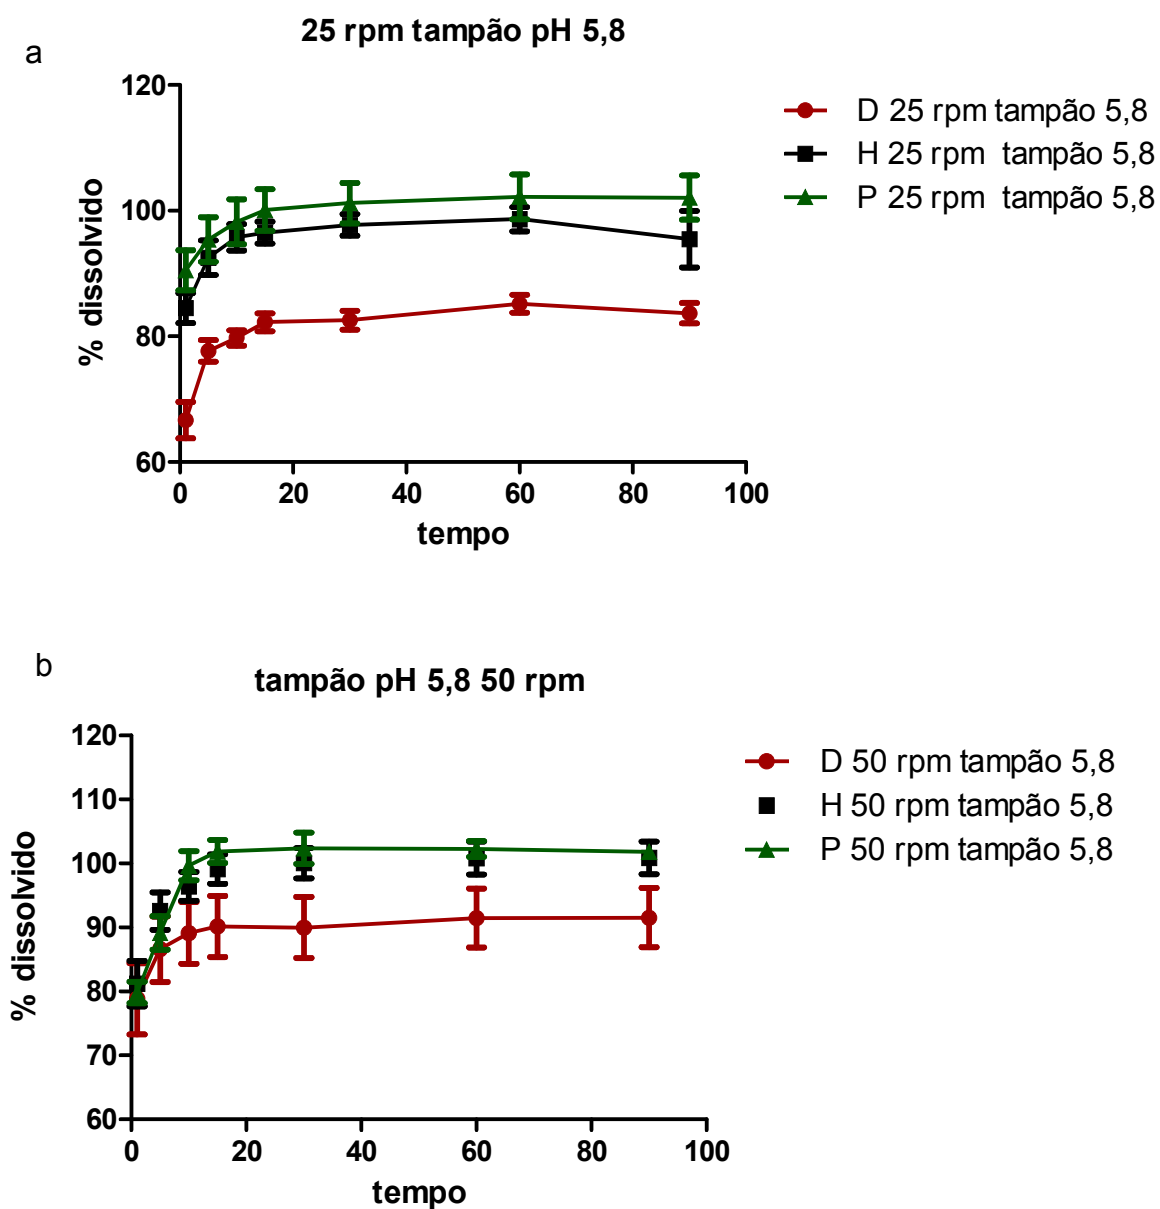 a
25 rpm tampão pH 5,8
% dissolvido
120
100
80
60
0 20 40 60 80 100
tempo
D 25 rpm tampão 5,8
H 25 rpm tampão 5,8
P 25 rpm tampão 5,8
b
tampão pH 5,8 50 rpm
% dissolvido
120
110
100
90
80
70
60
0 20 40 60 80 100
tempo
D 50 rpm tampão 5,8
H 50 rpm tampão 5,8
P 50 rpm tampão 5,8